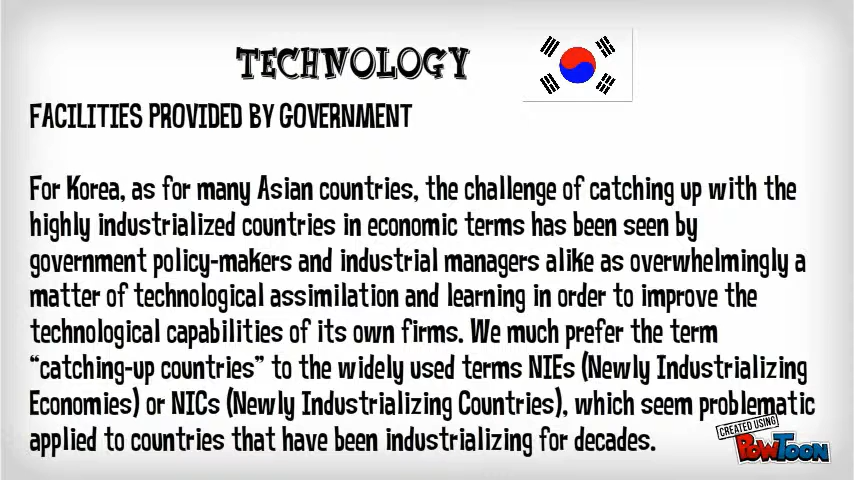 TECHNOLOGY
FACILITIES PROVIDED BY GOVERNMENT
For Korea, as for many Asian countries, the challenge of catching up with the
highly industrialized countries in economic terms has been seen by
government policy-makers and industrial managers alike as overwhelmingly a
matter of technological assimilation and learning in order to improve the
technological capabilities of its own firms. We much prefer the term
“catching-up countries” to the widely used terms NIEs (Newly Industrializing
Economies) or NICs (Newly Industrializing Countries), which seem problematic
applied to countries that have been industrializing for decades.
CREATED USING
POWTOON